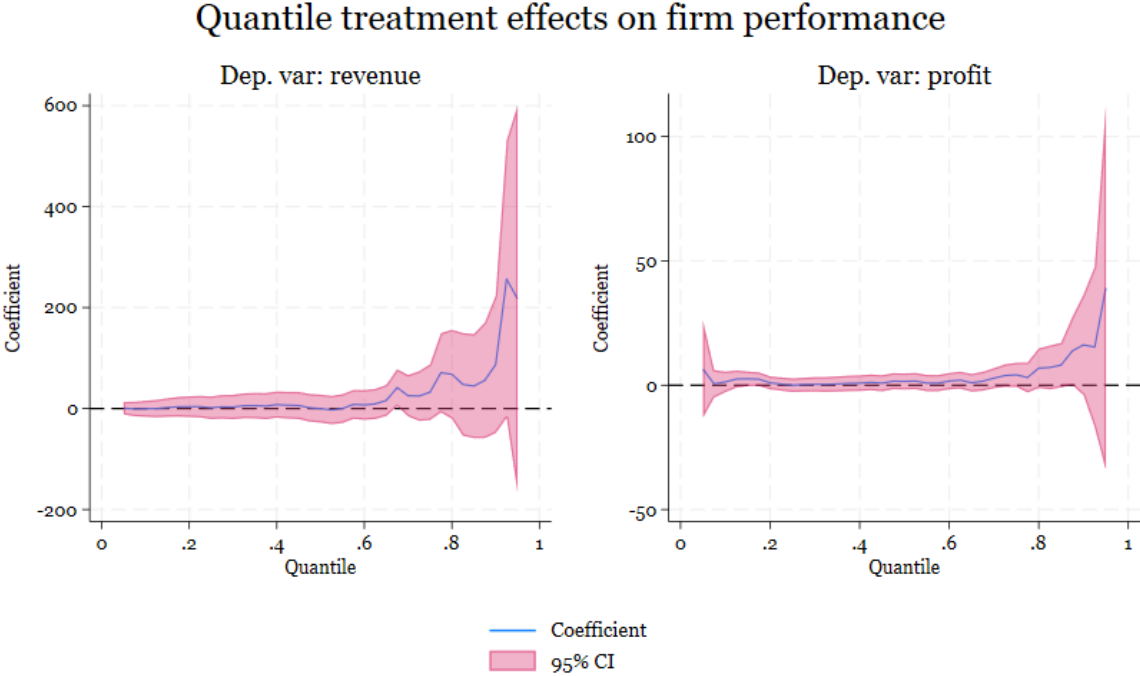 Quantile treatment effects on firm performance
Dep. var: revenue
600
400
200
0
-200
Coefficient
0 .2 .4 .6 .8 1
Quantile
Dep. var: profit
100
50
0
-50
Coefficient
0 .2 .4 .6 .8 1
Quantile
Coefficient
95% CI